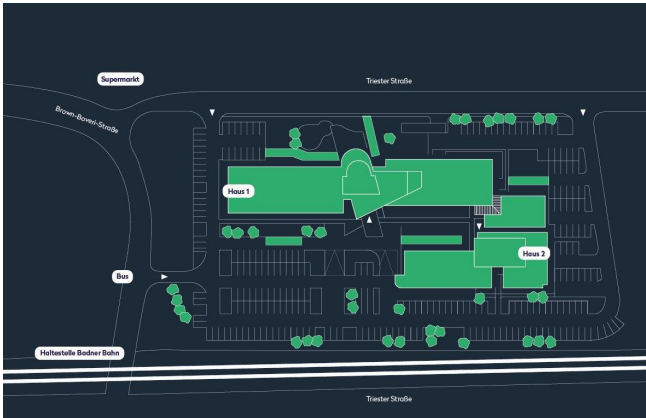 Supermarkt
Triester Straße
Brown-Boveri-Straße
Haus 1
Haus 2
Bus
Haltestelle Badner Bahn
Triester Straße